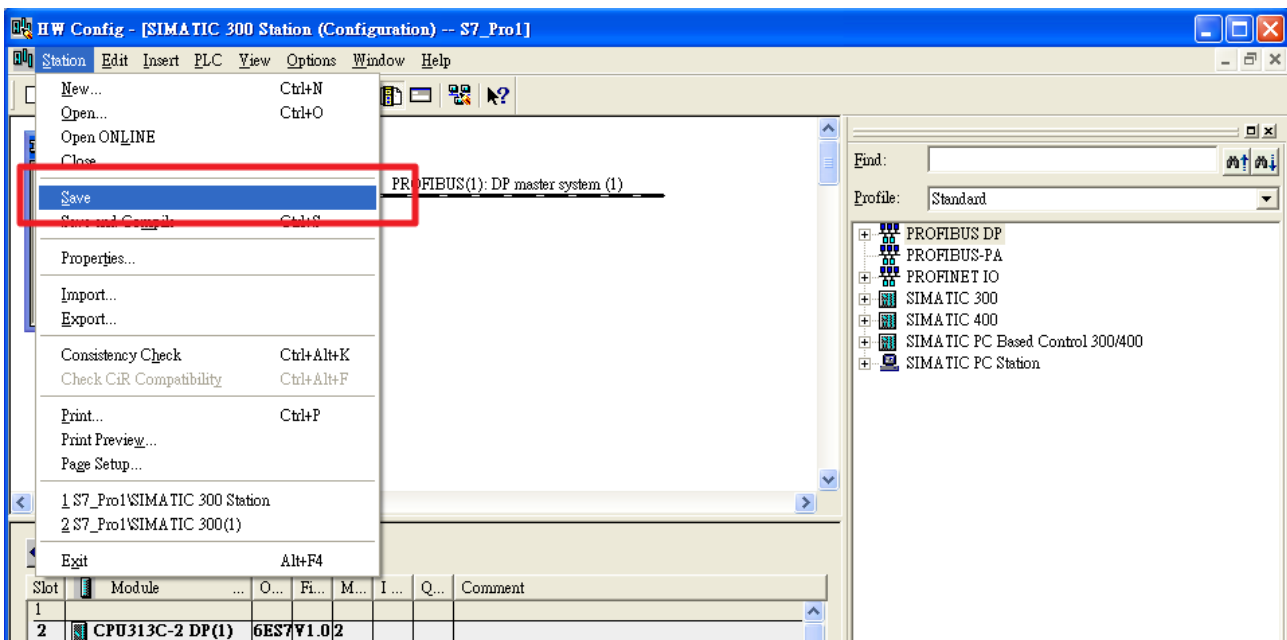 HW Config - [SIMATIC 300 Station (Configuration) -- S7_Pro1]
Station Edit Insert PLC View Options Window Help
New... Ctrl+N
Open... Ctrl+O
Open ONLINE
Close
PROFIBUS(1): DP master system (1)
Save
Save and Compile Ctrl+S
Properties...
Import...
Export...
Consistency Check Ctrl+Alt+K
Check CiR Compatibility Ctrl+Alt+F
Print... Ctrl+P
Print Preview...
Page Setup...
1 S7_Pro1\SIMATIC 300 Station
2 S7_Pro1\SIMATIC 300(1)
Exit Alt+F4
Find:
Profile: Standard
PROFIBUS DP
PROFIBUS-PA
PROFINET IO
SIMATIC 300
SIMATIC 400
SIMATIC PC Based Control 300/400
SIMATIC PC Station
Slot Module ... O... Fi... M... I ... Q... Comment
1
2 CPU313C-2 DP(1) 6ES7 V1.0 2